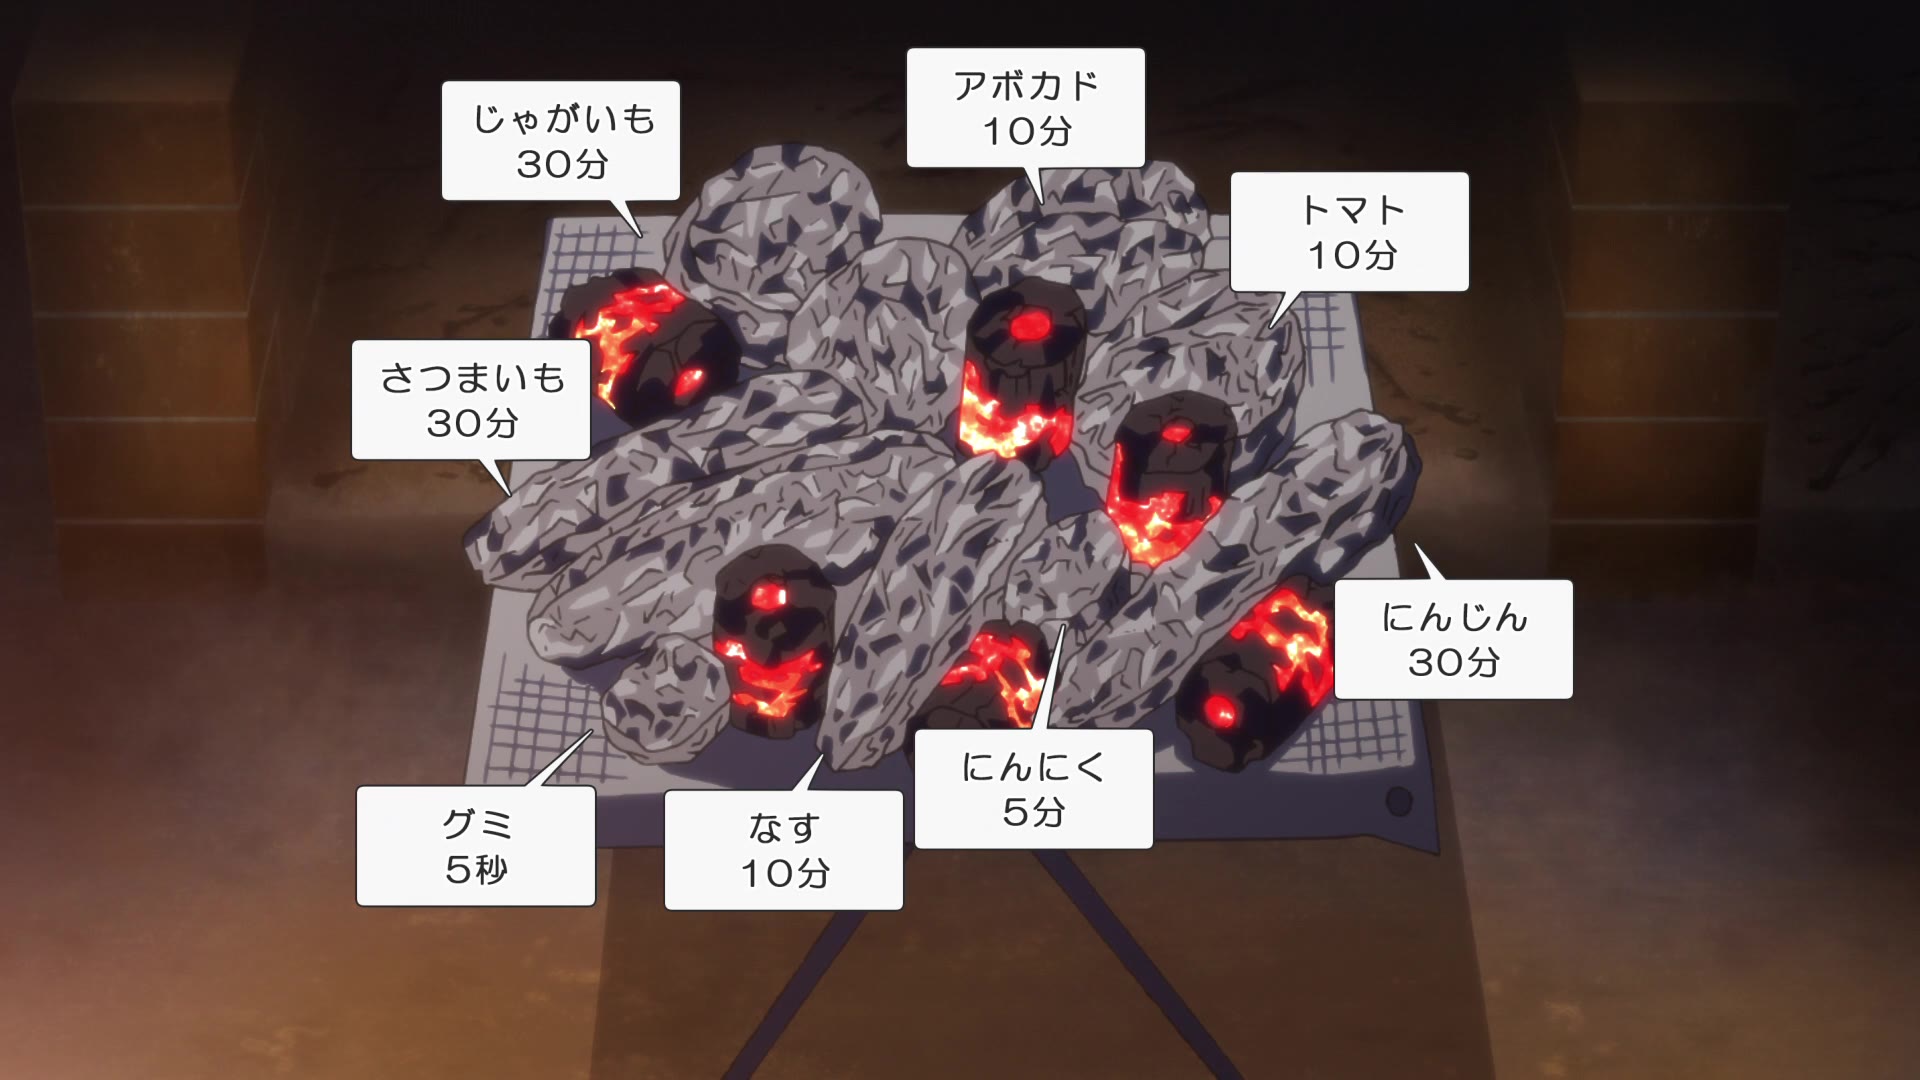 アボカド
10分
じゃがいも
30分
トマト
10分
さつまいも
30分
にんじん
30分
にんにく
5分
グミ
5秒
なす
10分